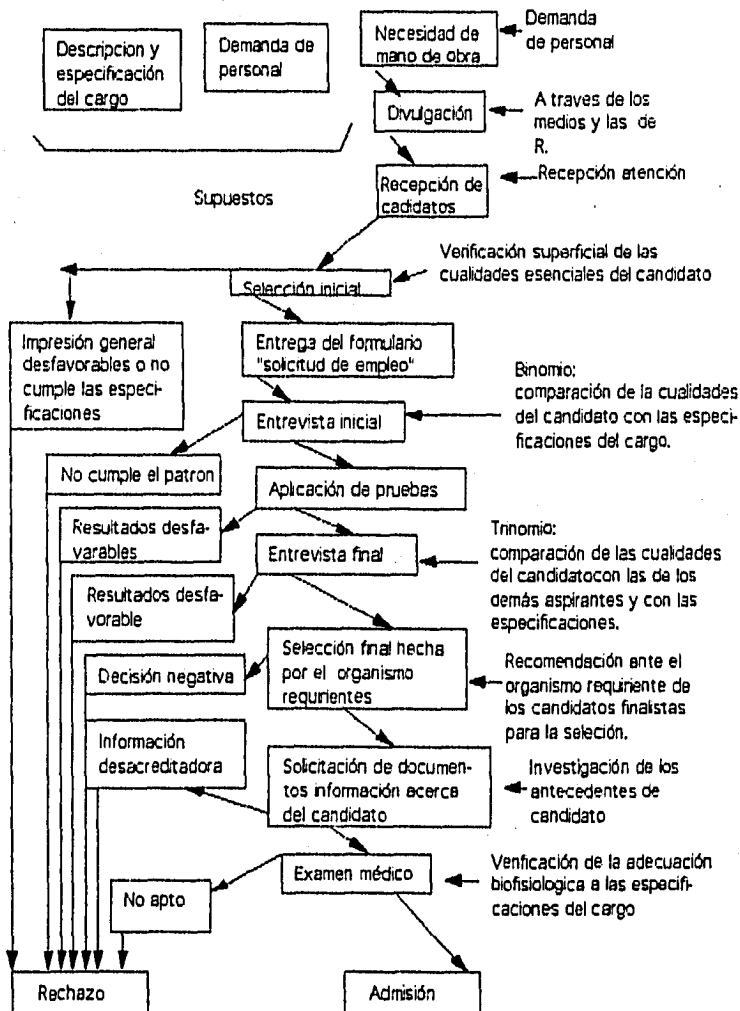 Descripcion y
especificación
del cargo
Demanda de
personal
Necesidad de
mano de obra
Demanda
de personal
Divulgación
A traves de los
medios y las de
R.
Supuestos
Recepción de
cadidatos
Recepción atención
Selección inicial
Verificación superficial de las
cualidades esenciales del candidato
Impresión general
desfavorables o no
cumple las especi-
ficaciones
Entrega del formulario
"solicitud de empleo"
Entrevista inicial
Binomio:
comparación de la cualidades
del candidato con las especi-
ficaciones del cargo.
No cumple el patron
Aplicación de pruebas
Resultados desfa-
varables
Entrevista final
Trinomio:
comparación de las cualidades
del candidatocon las de los
demás aspirantes y con las
especificaciones.
Resultados desfa-
vorable
Selección final hecha
por el organismo
requirientes
Decisión negativa
Recomendación ante el
organismo requiriente de
los candidatos finalistas
para la seleción.
Información
desacreditadora
Solicitación de documen-
tos información acerca
del candidato
Investigación de los
antecedentes de
candidato
Examen médico
Verificación de la adecuación
biofisiologica a las especifi-
caciones del cargo
No apto
Rechazo
Admisión